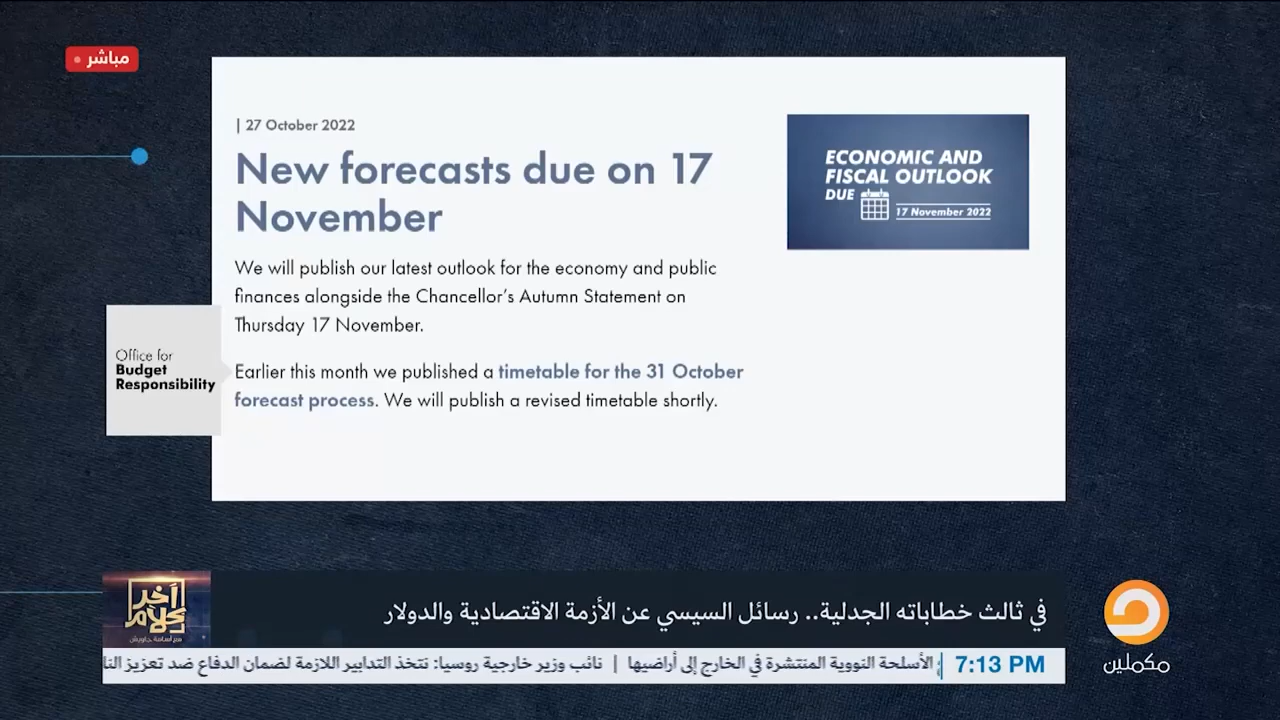 مباشر
| 27 October 2022
New forecasts due on 17
November
We will publish our latest outlook for the economy and public
finances alongside the Chancellor's Autumn Statement on
Thursday 17 November.
Earlier this month we published a timetable for the 31 October
forecast process. We will publish a revised timetable shortly.
ECONOMIC AND
FISCAL OUTLOOK
DUE
17 November 2022
Office for
Budget
Responsibility
آخر
كلام
مع أسامة جاويش
في ثالث خطاباته الجدلية.. رسائل السيسي عن الأزمة الاقتصادية والدولار
7:13 PM
الأسلحة النووية المنتشرة في الخارج إلى أراضيها | نائب وزير خارجية روسيا: نتخذ التدابير اللازمة لضمان الدفاع ضد تعزيز
مكملين